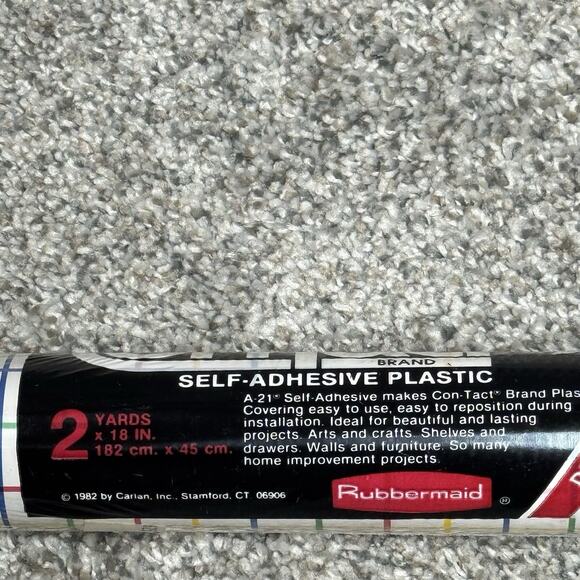 BRAND
SELF-ADHESIVE PLASTIC
2 YARDS
x 18 IN.
182 cm. x 45 cm.
A-21® Self-Adhesive makes Con-Tact® Brand
Covering easy to use, easy to reposition during
installation. Ideal for beautiful and lasting
projects. Arts and crafts. Shelves and
drawers. Walls and furniture. So many
home improvement projects.
© 1982 by Carlan, Inc., Stamford, CT 06906
Rubbermaid ®